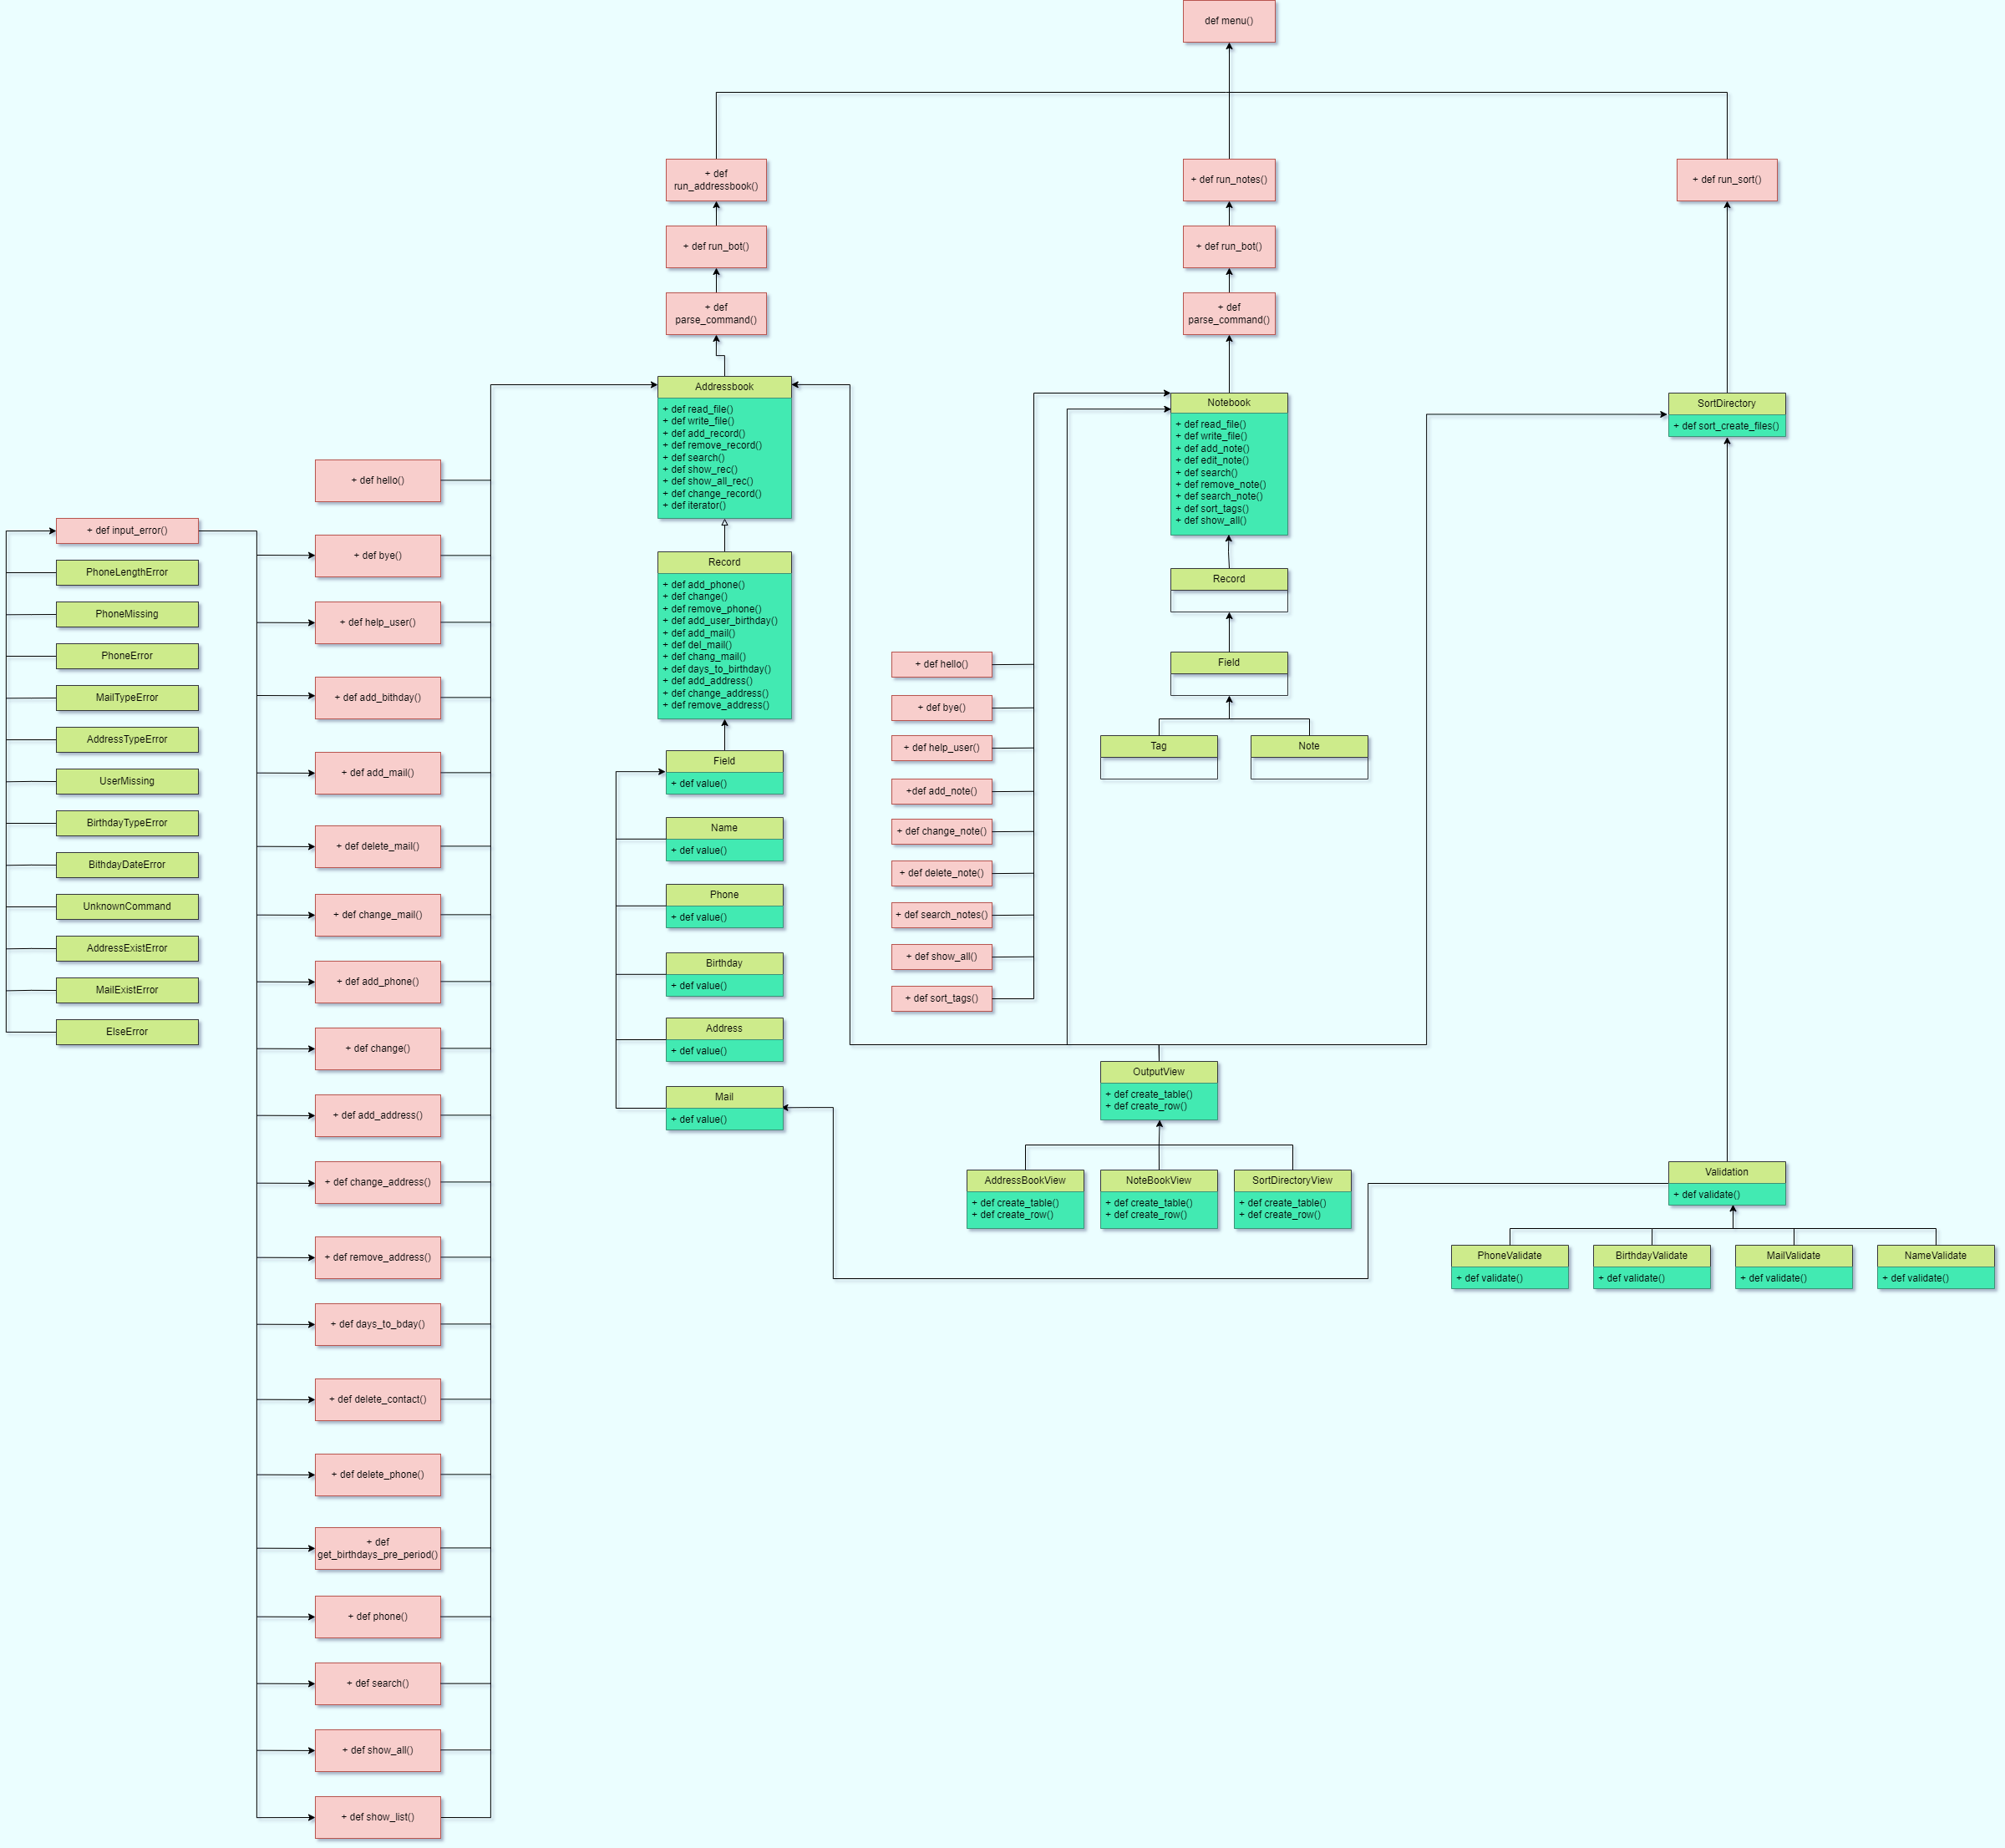 def menu()
+ def
run_addressbook()
+ def run_notes()
+ def run_sort()
+ def run_bot()
+ def run_bot()
+ def
parse_command()
+ def
parse_command()
Addressbook
+ def read_file()
+ def write_file()
+ def add_record()
+ def remove_record()
+ def search()
+ def show_rec()
+ def show_all_rec()
+ def change_record()
+ def iterator()
Notebook
+ def read_file()
+ def write_file()
+ def add_note()
+ def edit_note()
+ def search()
+ def remove_note()
+ def search_note()
+ def sort_tags()
+ def show_all()
SortDirectory
+ def sort_create_files()
+ def input_error()
PhoneLengthError
PhoneMissing
PhoneError
MailTypeError
AddressTypeError
UserMissing
BirthdayTypeError
BithdayDateError
UnknownCommand
AddressExistError
MailExistError
ElseError
+ def hello()
+ def bye()
+ def help_user()
+ def add_bithday()
+ def add_mail()
+ def delete_mail()
+ def change_mail()
+ def add_phone()
+ def change()
+ def add_address()
+ def change_address()
+ def remove_address()
+ def days_to_bday()
+ def delete_contact()
+ def delete_phone()
+ def
get_birthdays_pre_period()
+ def phone()
+ def search()
+ def show_all()
+ def show_list()
Record
+ def add_phone()
+ def change()
+ def remove_phone()
+ def add_user_birthday()
+ def add_mail()
+ def del_mail()
+ def chang_mail()
+ def days_to_birthday()
+ def add_address()
+ def change_address()
+ def remove_address()
Field
+ def value()
Name
+ def value()
Phone
+ def value()
Birthday
+ def value()
Address
+ def value()
Mail
+ def value()
+ def hello()
+ def bye()
+ def help_user()
+def add_note()
+ def change_note()
+ def delete_note()
+ def search_notes()
+ def show_all()
+ def sort_tags()
Record
Field
Tag
Note
OutputView
+ def create_table()
+ def create_row()
AddressBookView
+ def create_table()
+ def create_row()
NoteBookView
+ def create_table()
+ def create_row()
SortDirectoryView
+ def create_table()
+ def create_row()
Validation
+ def validate()
PhoneValidate
+ def validate()
BirthdayValidate
+ def validate()
MailValidate
+ def validate()
NameValidate
+ def validate()